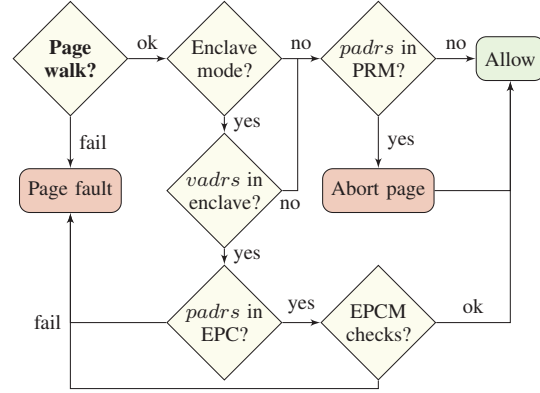 Page
walk?
ok
Enclave
mode?
no
padrs in
PRM?
no
Allow
fail
yes
yes
Page fault
vadrs in
enclave?
no
Abort page
yes
fail
padrs in
EPC?
yes
EPCM
checks?
ok